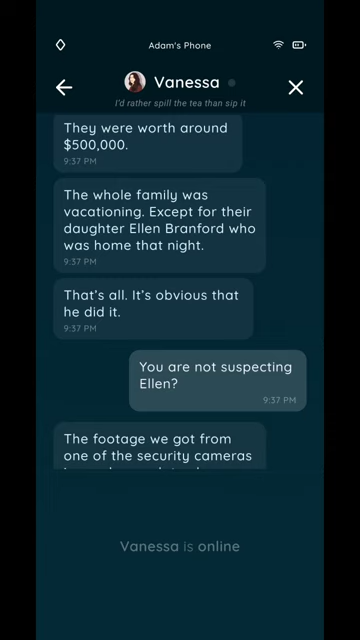 Adam's Phone
Vanessa
I'd rather spill the tea than sip it
They were worth around
$500,000.
9:37 PM
The whole family was
vacationing. Except for their
daughter Ellen Branford who
was home that night.
9:37 PM
That's all. It's obvious that
he did it.
9:37 PM
You are not suspecting
Ellen?
9:37 PM
The footage we got from
one of the security cameras
Vanessa is online